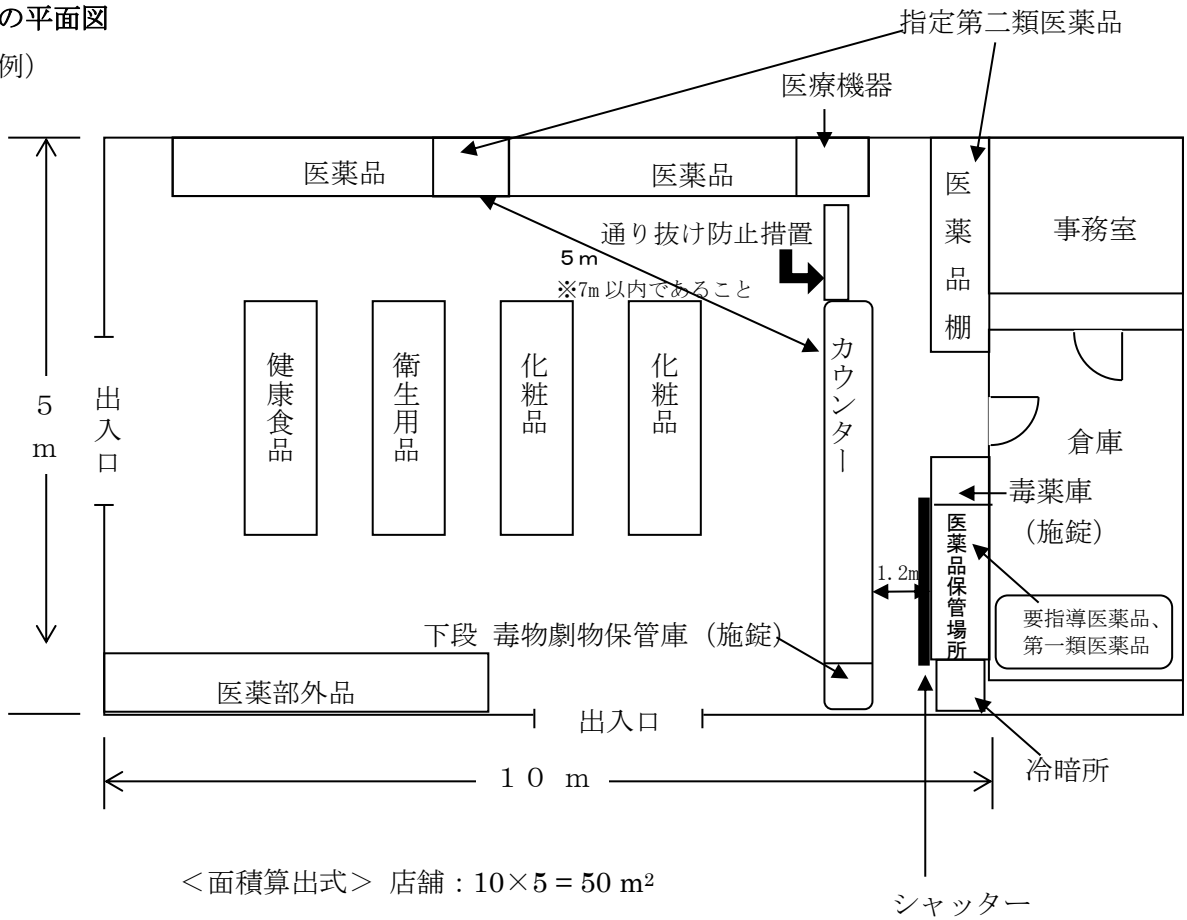 の平面図
例）
指定第二類医薬品
医療機器
医薬品
医薬品
医薬品棚
事務室
通り抜け防止措置
5ｍ
※7m 以内であること
健康食品
衛生用品
化粧品
化粧品
カウンター
５ｍ
出入口
倉庫
毒薬庫
（施錠）
医薬品保管場所
1.2m
要指導医薬品、
第一類医薬品
下段 毒物劇物保管庫（施錠）
医薬部外品
出入口
冷暗所
１０ ｍ
＜面積算出式＞ 店舗：10×5＝50 m²
シャッター